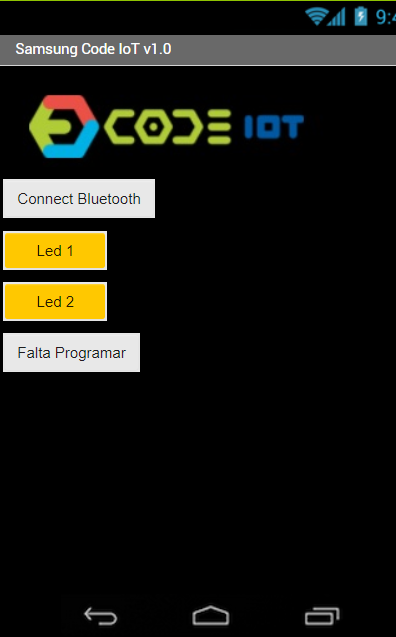 9:4
Samsung Code IoT v1.0
CODE IOT
Connect Bluetooth
Led 1
Led 2
Falta Programar